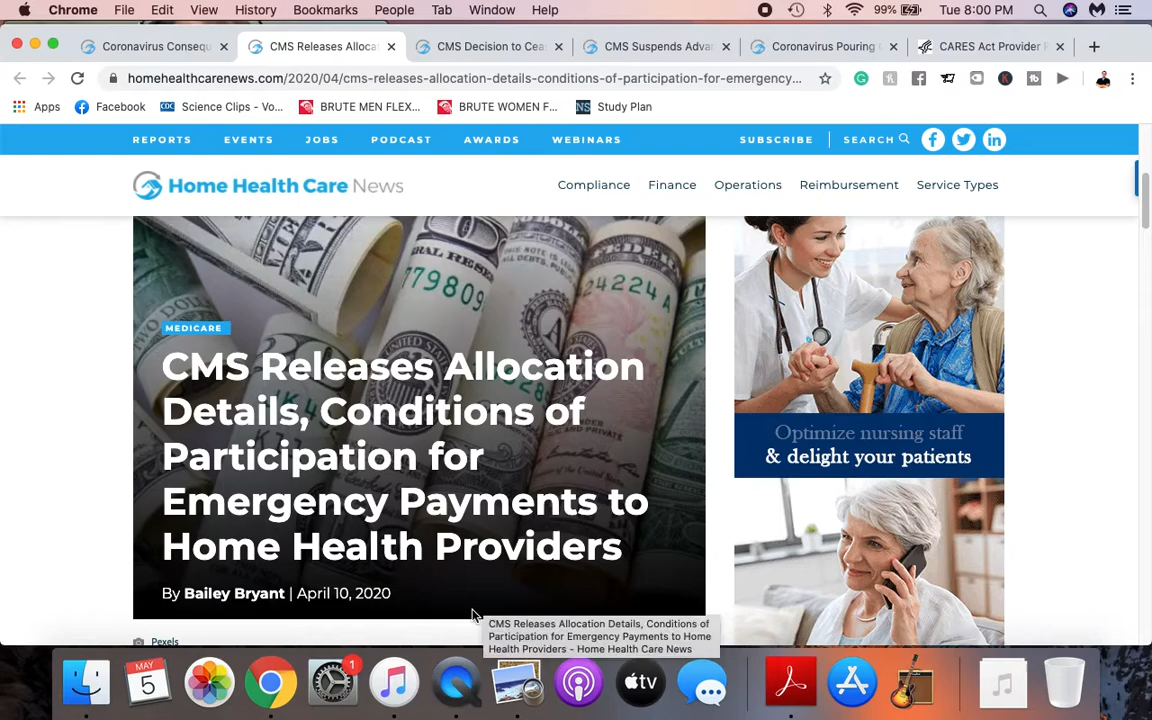 Chrome File Edit View History Bookmarks People Tab Window Help 99% Tue 8:00 PM
Coronavirus Consequ CMS Releases Alloca CMS Decision to Cea CMS Suspends Adva Coronavirus Pouring CARES Act Provider
homehealthcarenews.com/2020/04/cms-releases-allocation-details-conditions-of-participation-for-emergency...
Apps Facebook Science Clips - Vo... BRUTE MEN FLEX... BRUTE WOMEN F... Study Plan
REPORTS EVENTS JOBS PODCAST AWARDS WEBINARS SUBSCRIBE SEARCH
Home Health Care News Compliance Finance Operations Reimbursement Service Types
MEDICARE
CMS Releases Allocation
Details, Conditions of
Participation for
Emergency Payments to
Home Health Providers
By Bailey Bryant | April 10, 2020
Pexels
Optimize nursing staff
& delight your patients
CMS Releases Allocation Details, Conditions of
Participation for Emergency Payments to Home
Health Providers - Home Health Care News
MAY
5
1
tv